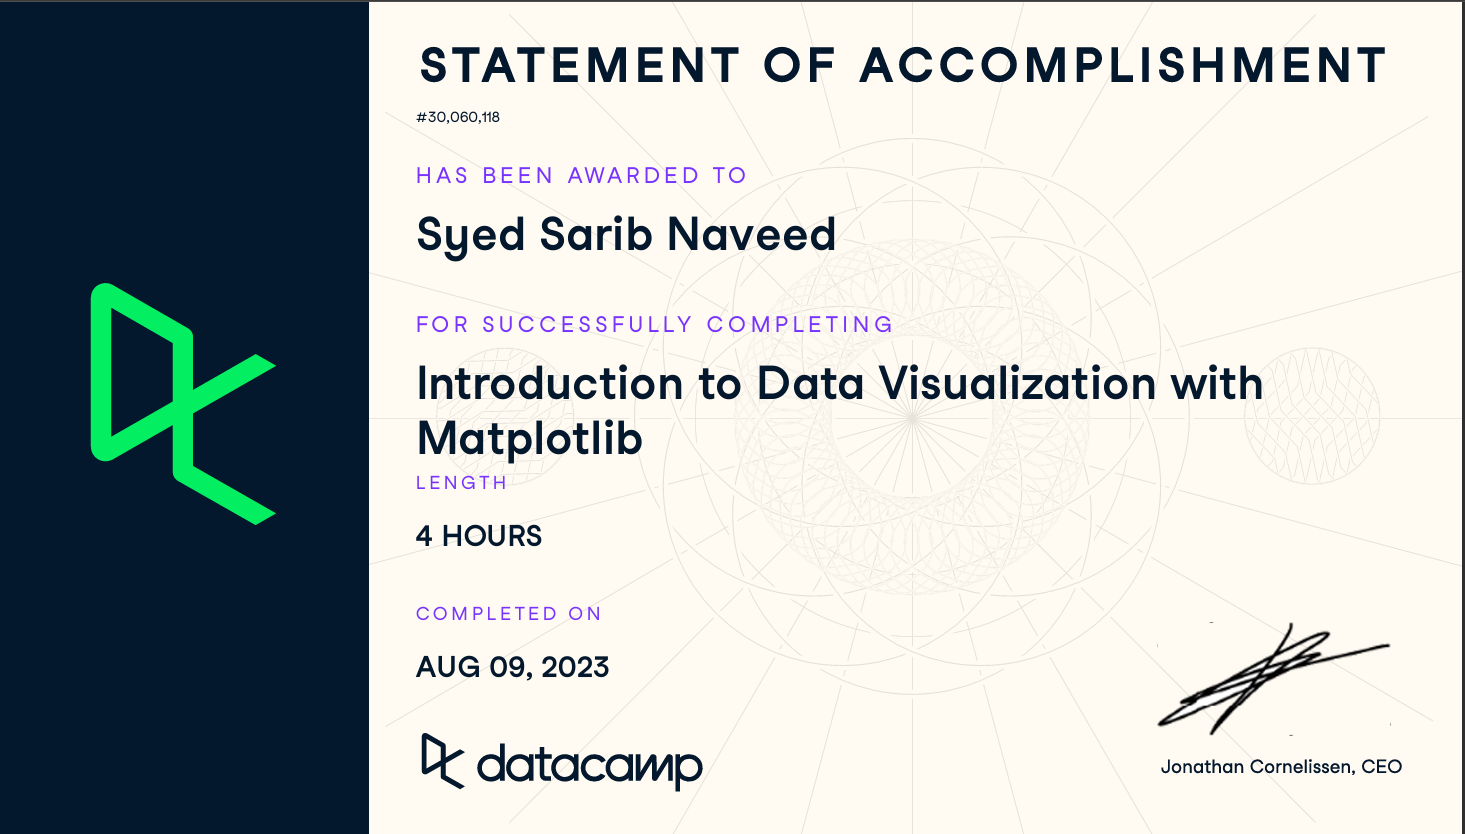 STATEMENT OF ACCOMPLISHMENT
#30,060,118
HAS BEEN AWARDED TO
Syed Sarib Naveed
FOR SUCCESSFULLY COMPLETING
Introduction to Data Visualization with
Matplotlib
LENGTH
4 HOURS
COMPLETED ON
AUG 09, 2023
datacamp
Jonathan Cornelissen, CEO